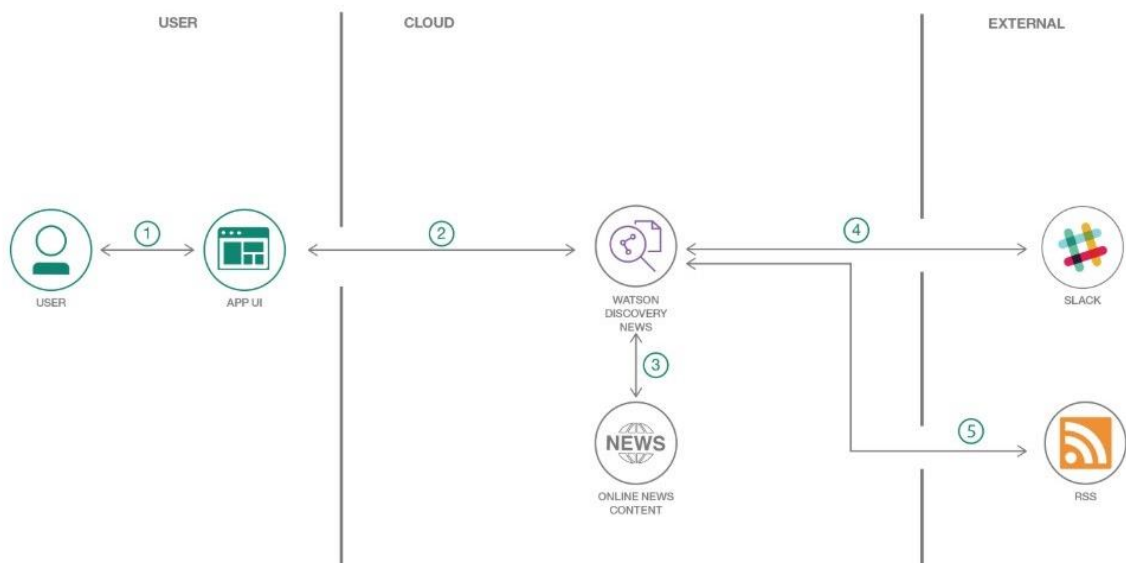 USER
CLOUD
EXTERNAL
1
2
4
USER
APP UI
WATSON
DISCOVERY
NEWS
SLACK
3
5
NEWS
ONLINE NEWS
CONTENT
RSS